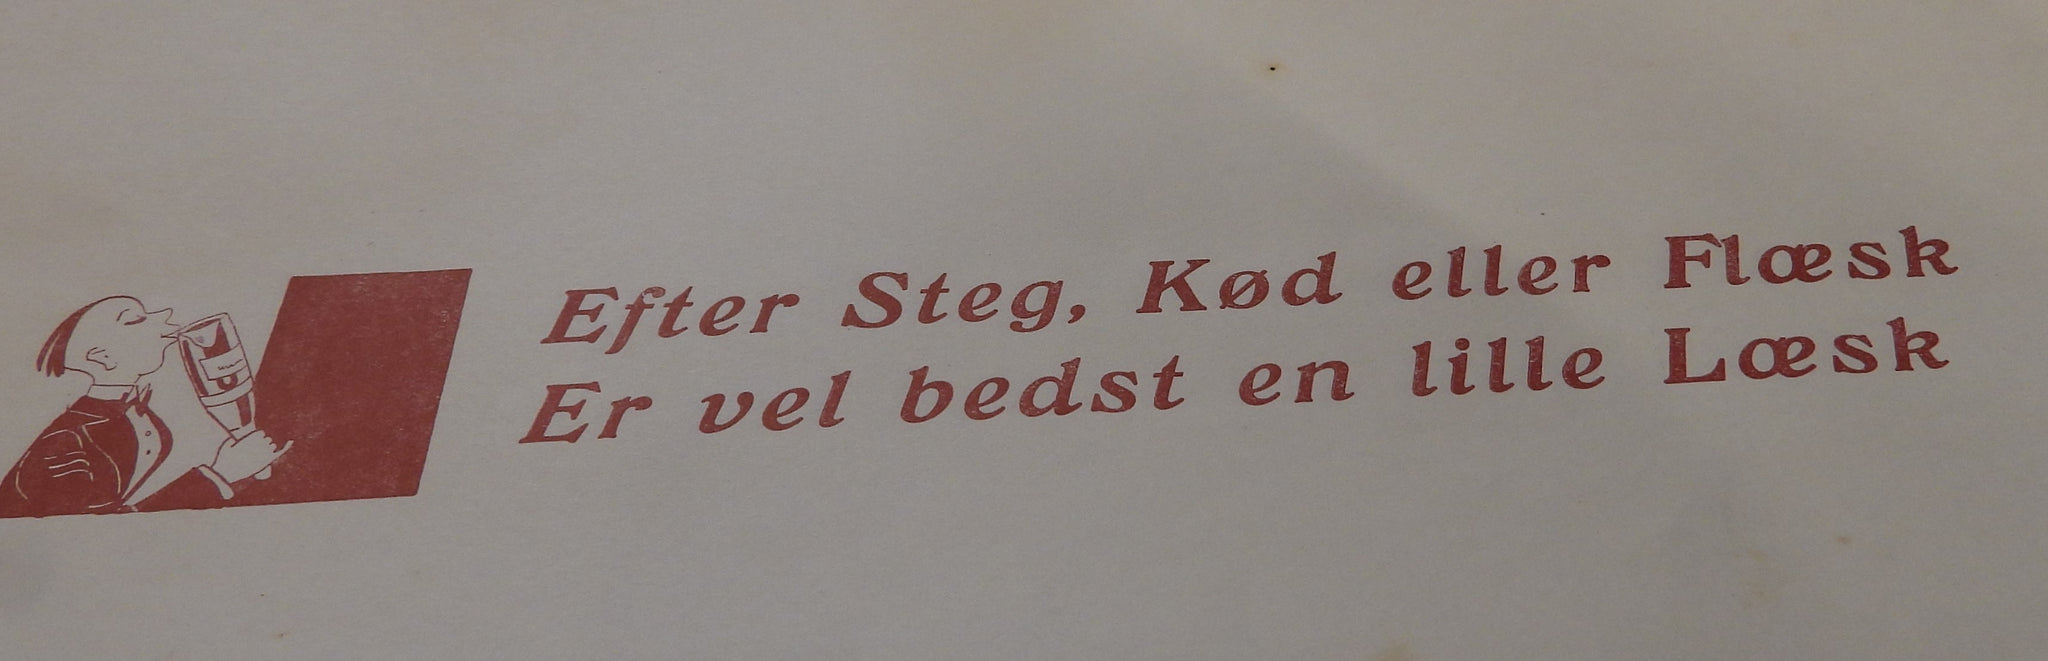 Efter Steg, Kød eller Flæsk
Er vel bedst en lille Læsk